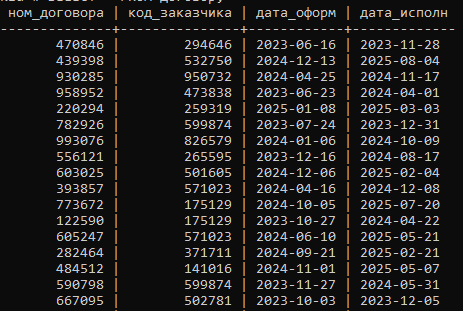 ном_договора | код_заказчика | дата_оформ | дата_исполн
-------------+---------------+------------+-------------
470846 | 294646 | 2023-06-16 | 2023-11-28
439398 | 532750 | 2024-12-13 | 2025-08-04
930285 | 950732 | 2024-04-25 | 2024-11-17
958952 | 473838 | 2023-06-23 | 2024-04-01
220294 | 259319 | 2025-01-08 | 2025-03-03
782926 | 599874 | 2023-07-24 | 2023-12-31
993076 | 826579 | 2024-01-06 | 2024-10-09
556121 | 265595 | 2023-12-16 | 2024-08-17
603025 | 501605 | 2024-12-06 | 2025-02-04
393857 | 571023 | 2024-04-16 | 2024-12-08
773672 | 175129 | 2024-10-05 | 2025-07-20
122590 | 175129 | 2023-10-27 | 2024-04-22
605247 | 571023 | 2024-06-10 | 2025-05-21
282464 | 371711 | 2024-09-21 | 2025-02-21
484512 | 141016 | 2024-11-01 | 2025-05-07
590798 | 599874 | 2023-11-27 | 2024-05-31
667095 | 502781 | 2023-10-03 | 2023-12-05